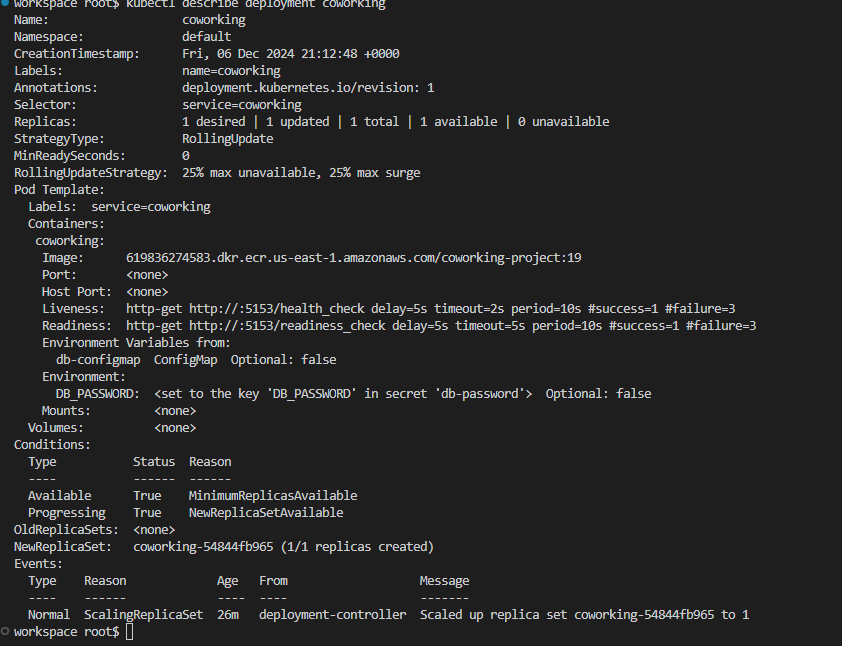 workspace root$ kubectl describe deployment coworking
Name:                   coworking
Namespace:              default
CreationTimestamp:      Fri, 06 Dec 2024 21:12:48 +0000
Labels:                 name=coworking
Annotations:            deployment.kubernetes.io/revision: 1
Selector:               service=coworking
Replicas:               1 desired | 1 updated | 1 total | 1 available | 0 unavailable
StrategyType:           RollingUpdate
MinReadySeconds:        0
RollingUpdateStrategy:  25% max unavailable, 25% max surge
Pod Template:
  Labels:  service=coworking
  Containers:
   coworking:
    Image:      619836274583.dkr.ecr.us-east-1.amazonaws.com/coworking-project:19
    Port:       <none>
    Host Port:  <none>
    Liveness:   http-get http://:5153/health_check delay=5s timeout=2s period=10s #success=1 #failure=3
    Readiness:  http-get http://:5153/readiness_check delay=5s timeout=5s period=10s #success=1 #failure=3
    Environment Variables from:
      db-configmap  ConfigMap  Optional: false
    Environment:
      DB_PASSWORD:  <set to the key 'DB_PASSWORD' in secret 'db-password'>  Optional: false
    Mounts:         <none>
  Volumes:          <none>
Conditions:
  Type           Status  Reason
  ----           ------  ------
  Available      True    MinimumReplicasAvailable
  Progressing    True    NewReplicaSetAvailable
OldReplicaSets:  <none>
NewReplicaSet:   coworking-54844fb965 (1/1 replicas created)
Events:
  Type    Reason             Age   From                   Message
  ----    ------             ----  ----                   -------
  Normal  ScalingReplicaSet  26m   deployment-controller  Scaled up replica set coworking-54844fb965 to 1
workspace root$